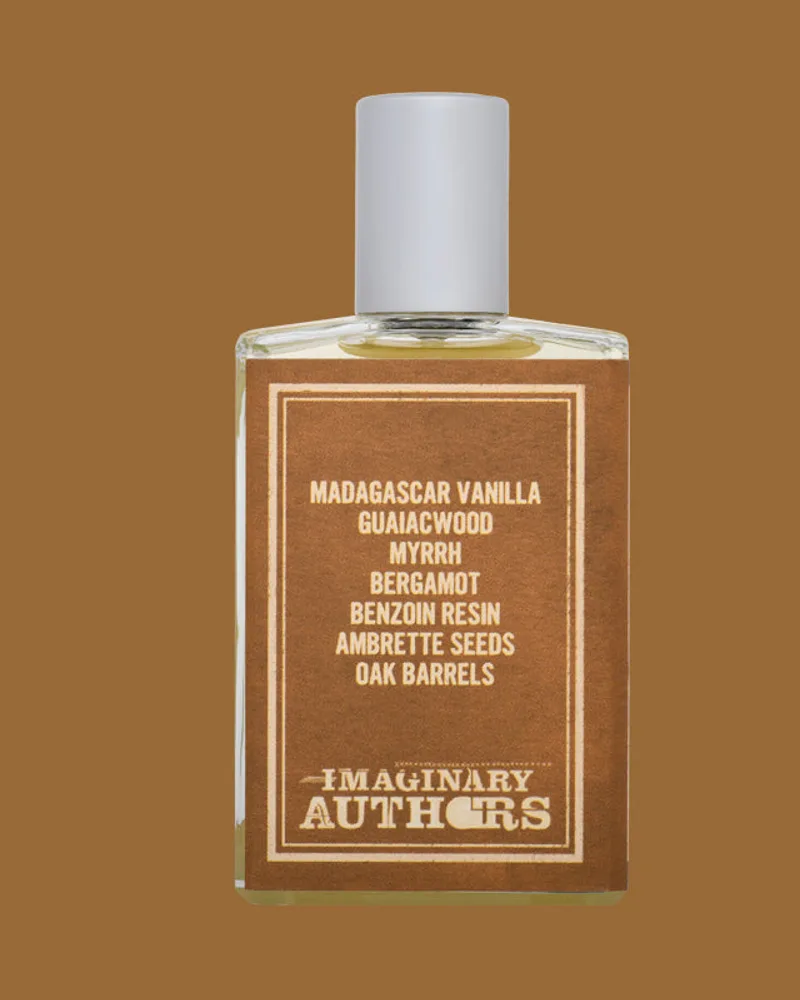 MADAGASCAR VANILLA
GUAIACWOOD
MYRRH
BERGAMOT
BENZOIN RESIN
AMBRETTE SEEDS
OAK BARRELS
IMAGINARY
AUTHORS